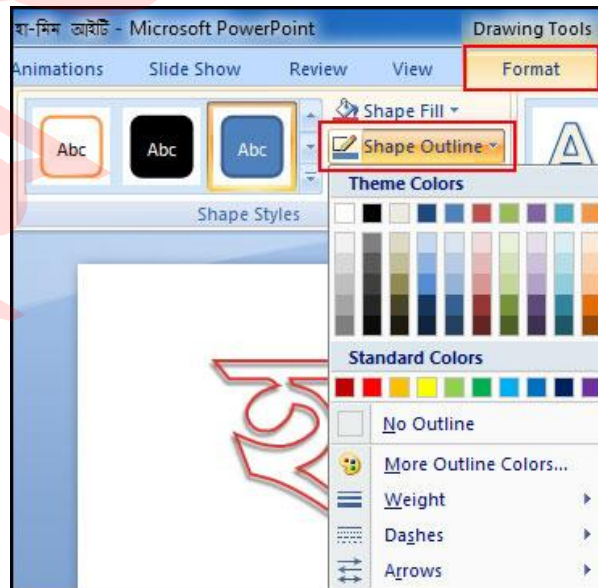 হা-মিম আইটি - Microsoft PowerPoint Drawing Tools
Animations Slide Show Review View Format
Shape Fill
Abc Abc Abc Shape Outline A
Shape Styles
Theme Colors
Standard Colors
No Outline
More Outline Colors...
Weight
Dashes
Arrows